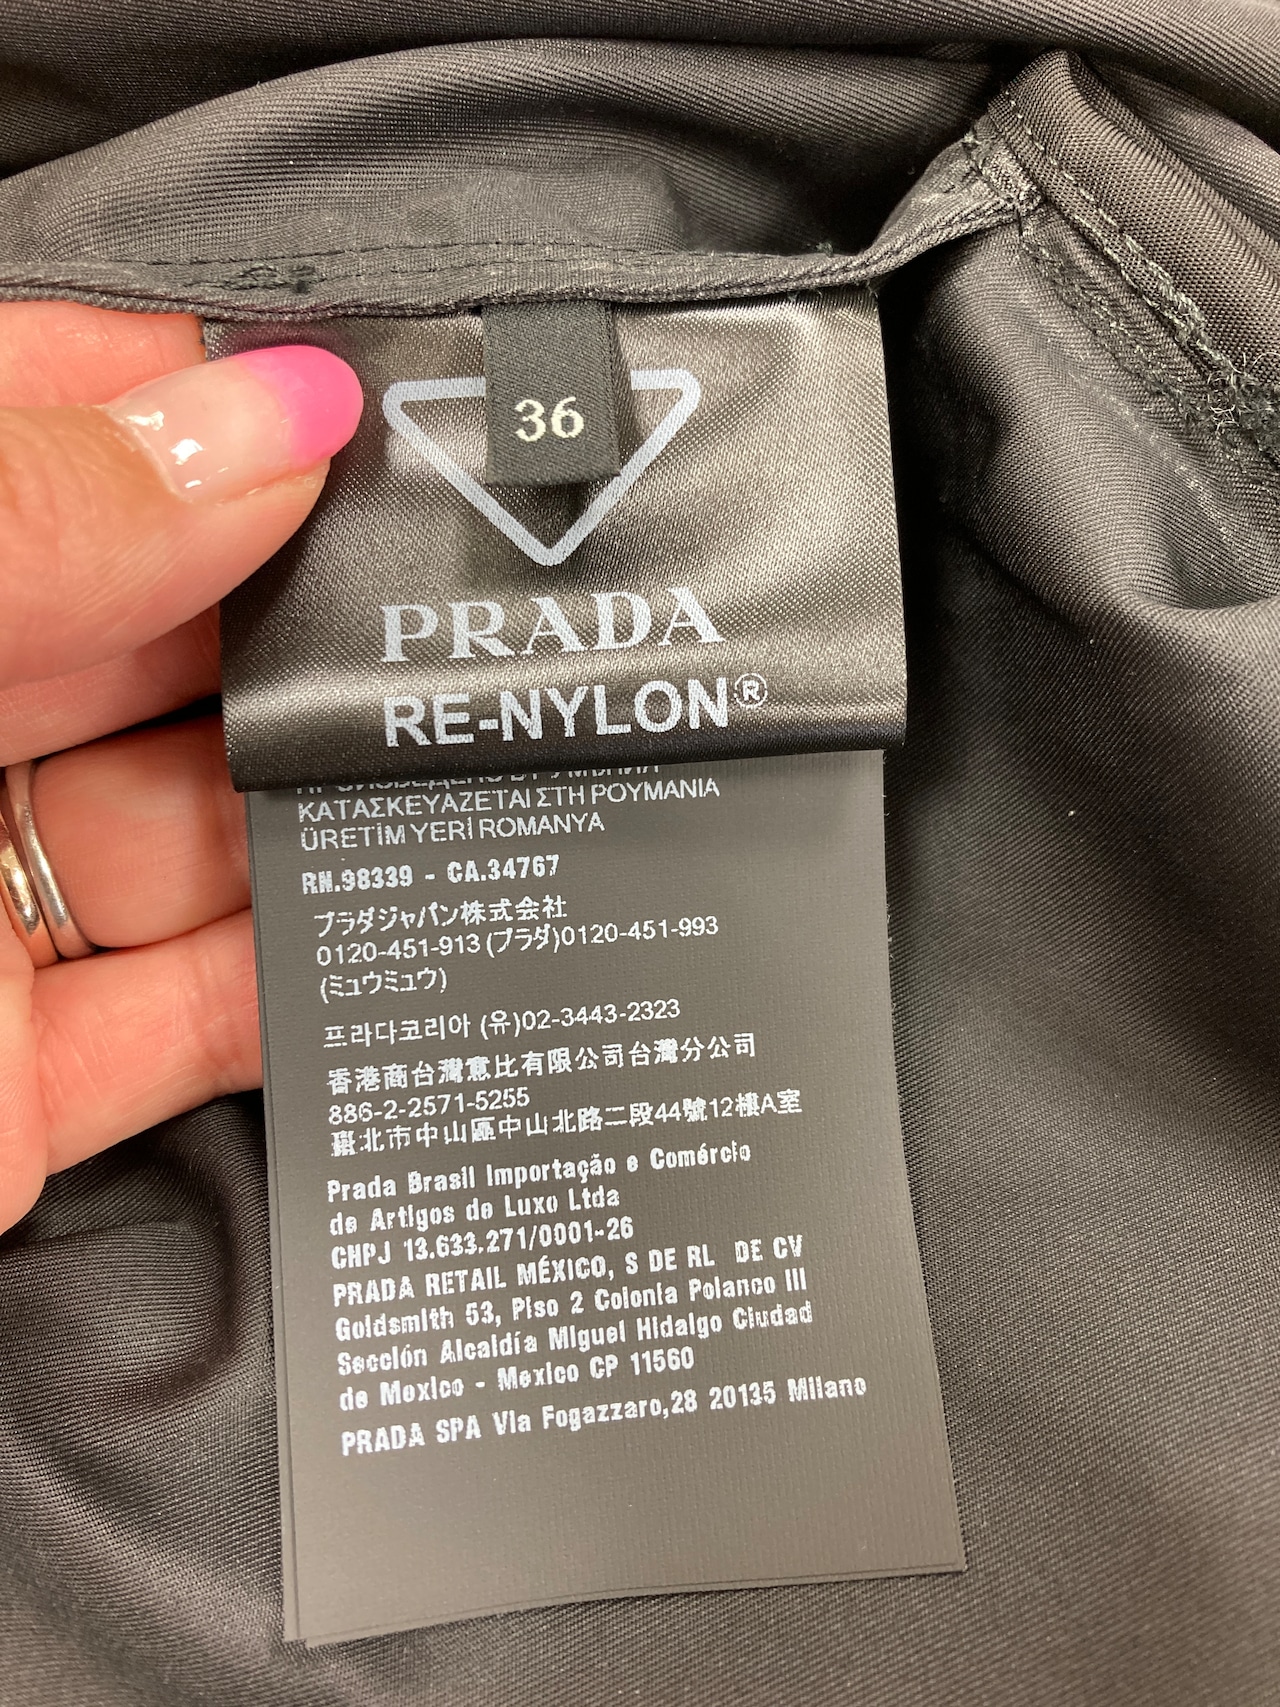 36
PRADA
RE-NYLON®
ΚΑΤΑΣΚΕΥΑΖΕΤΑΙ ΣΤΗ ΡΟΥΜΑΝΙΑ
ÜRETİM YERİ ROMANYA
RN.98339 - CA.34767
プラダジャパン株式会社
0120-451-913 (プラダ)0120-451-993
(ミュウミュウ)
프라다코리아 (유)02-3443-2323
香港商台灣意比有限公司台灣分公司
886-2-2571-5255
臺北市中山區中山北路二段44號12樓A室
Prada Brasil Importação e Comércio
de Artigos de Luxo Ltda
CHPJ 13.633.271/0001-26
PRADA RETAIL MÉXICO, S DE RL DE CV
Goldsmith 53, Piso 2 Colonia Polanco III
Sección Alcaldía Miguel Hidalgo Ciudad
de Mexico - Mexico CP 11560
PRADA SPA Via Fogazzaro,28 20135 Milano